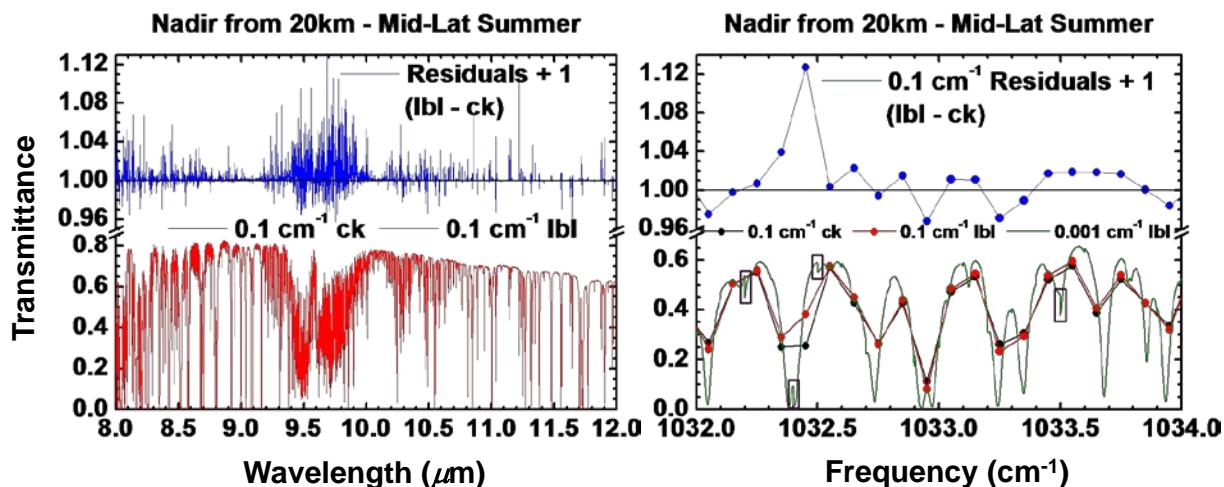 Nadir from 20km - Mid-Lat Summer
1.12
1.08
1.04
1.00
0.96
0.8
0.6
0.4
0.2
0.0
Residuals + 1
(lbl - ck)
0.1 cm⁻¹ ck
0.1 cm⁻¹ lbl
8.0 8.5 9.0 9.5 10.0 10.5 11.0 11.5 12.0
Wavelength (μm)
Transmittance
Nadir from 20km - Mid-Lat Summer
1.12
1.08
1.04
1.00
0.96
0.8
0.6
0.4
0.2
0.0
0.1 cm⁻¹ Residuals + 1
(lbl - ck)
0.1 cm⁻¹ ck
0.1 cm⁻¹ lbl
0.001 cm⁻¹ lbl
1032.0 1032.5 1033.0 1033.5 1034.0
Frequency (cm⁻¹)